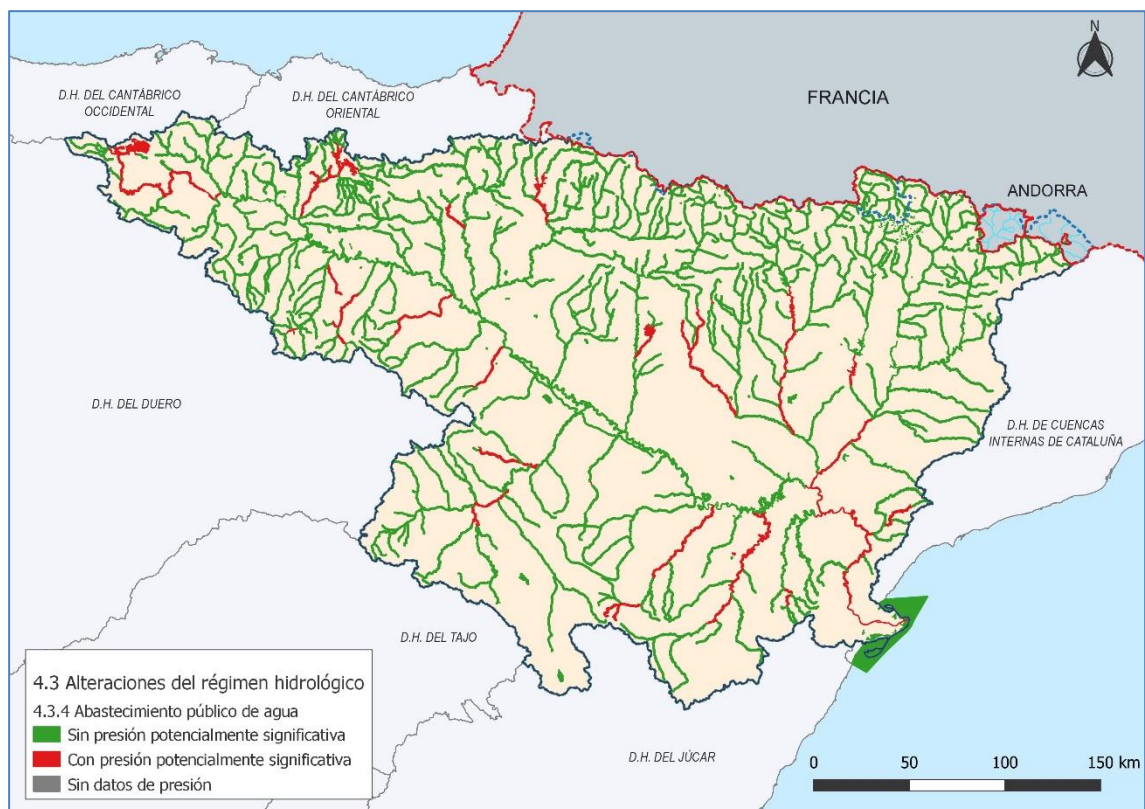 N
D.H. DEL CANTÁBRICO
OCCIDENTAL
D.H. DEL CANTÁBRICO
ORIENTAL
FRANCIA
ANDORRA
D.H. DEL DUERO
D.H. DE CUENCAS
INTERNAS DE CATALUÑA
D.H. DEL TAJO
D.H. DEL JÚCAR
4.3 Alteraciones del régimen hidrológico
4.3.4 Abastecimiento público de agua
Sin presión potencialmente significativa
Con presión potencialmente significativa
Sin datos de presión
0 50 100 150 km